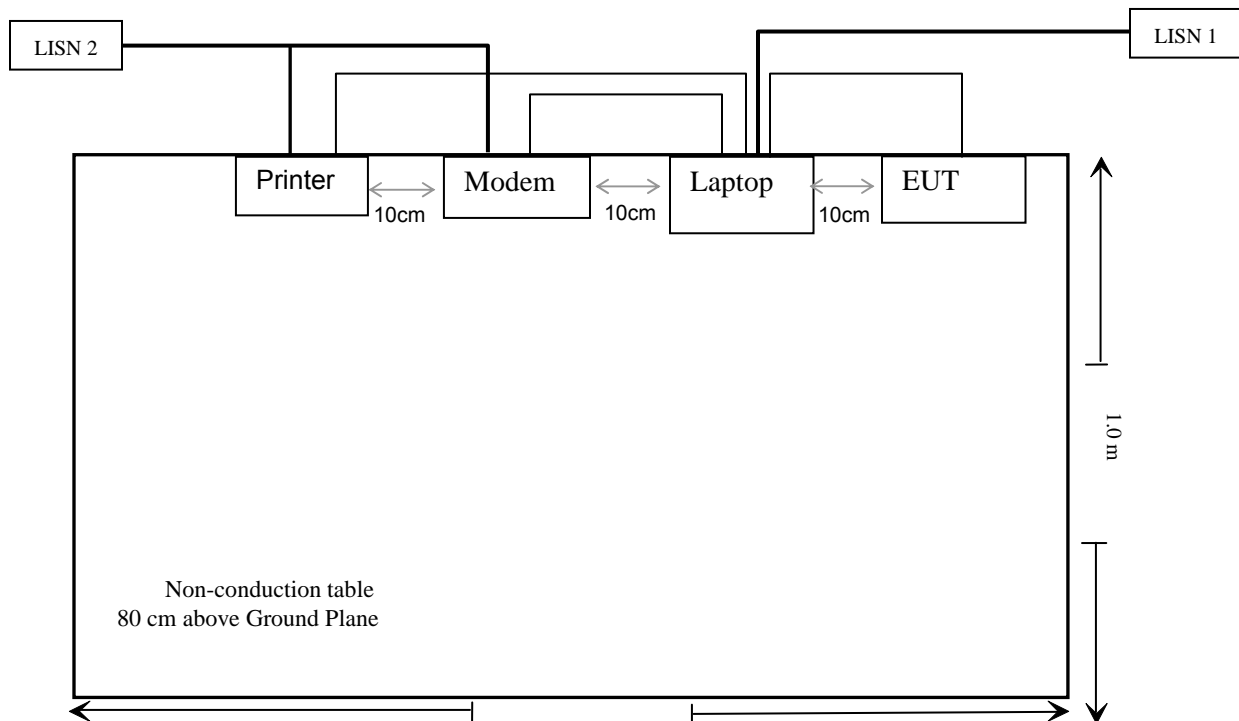 LISN 2
LISN 1
Printer
Modem
Laptop
EUT
10cm
10cm
10cm
1.0 m
Non-conduction table
80 cm above Ground Plane